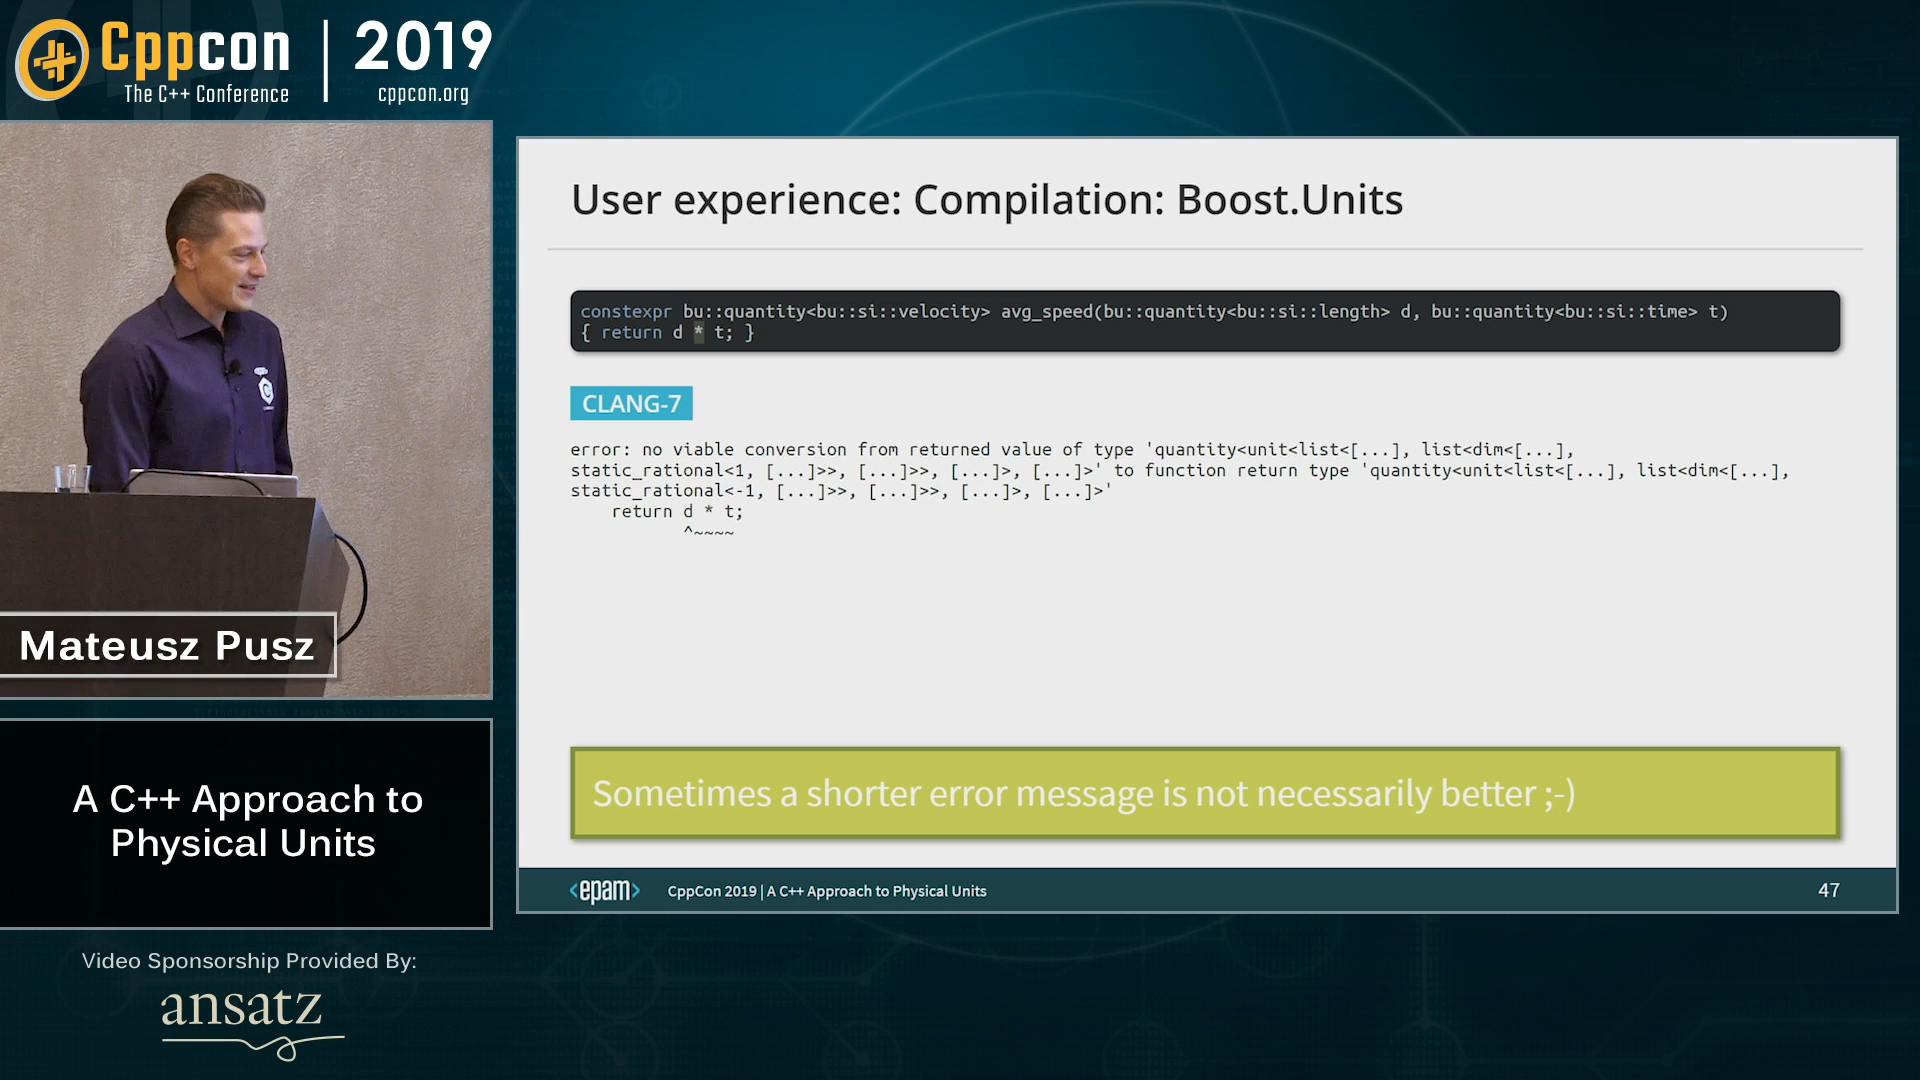 Cppcon
The C++ Conference
2019
cppcon.org
Mateusz Pusz
A C++ Approach to
Physical Units
Video Sponsorship Provided By:
ansatz
User experience: Compilation: Boost.Units
constexpr bu::quantity<bu::si::velocity> avg_speed(bu::quantity<bu::si::length> d, bu::quantity<bu::si::time> t)
{ return d * t; }
CLANG-7
error: no viable conversion from returned value of type 'quantity<unit<list<[...], list<dim<[...],
static_rational<1, [...]>>, [...]>>, [...]>, [...]>' to function return type 'quantity<unit<list<[...], list<dim<[...],
static_rational<-1, [...]>>, [...]>>, [...]>, [...]>'
return d * t;
^~~~~
Sometimes a shorter error message is not necessarily better ;-)
<epam> CppCon 2019 | A C++ Approach to Physical Units 47